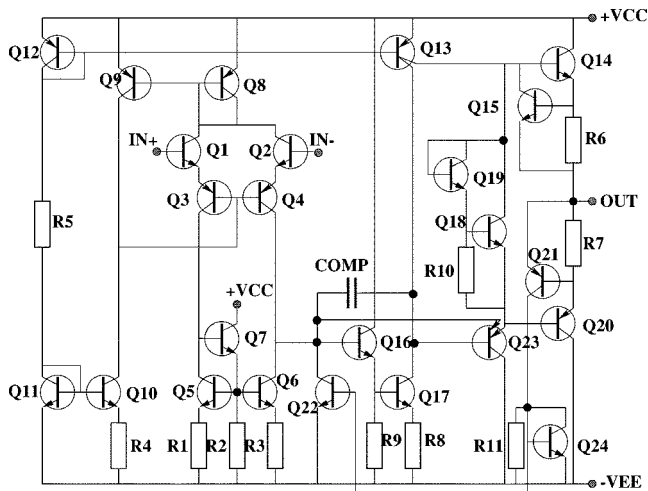 +VCC
Q12
Q13
Q14
Q9
Q8
Q15
IN+
Q1
Q2
IN-
R6
Q19
Q3
Q4
OUT
R5
Q18
R7
COMP
R10
Q21
+VCC
Q7
Q16
Q23
Q20
Q11
Q10
Q5
Q6
Q22
Q17
R4
R1
R2
R3
R9
R8
R11
Q24
-VEE